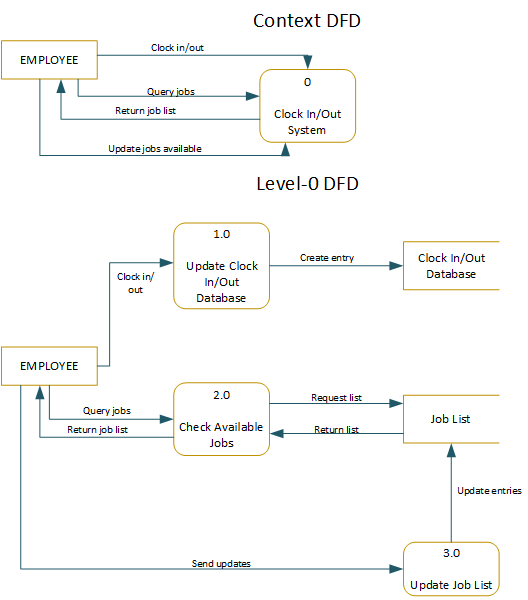 Context DFD
Clock in/out
EMPLOYEE
0
Query jobs
Return job list
Clock In/Out
System
Update jobs available
Level-0 DFD
1.0
Update Clock
In/Out
Database
Create entry
Clock In/Out
Database
Clock in/
out
EMPLOYEE
2.0
Check Available
Jobs
Query jobs
Return job list
Request list
Return list
Job List
Update entries
3.0
Update Job List
Send updates